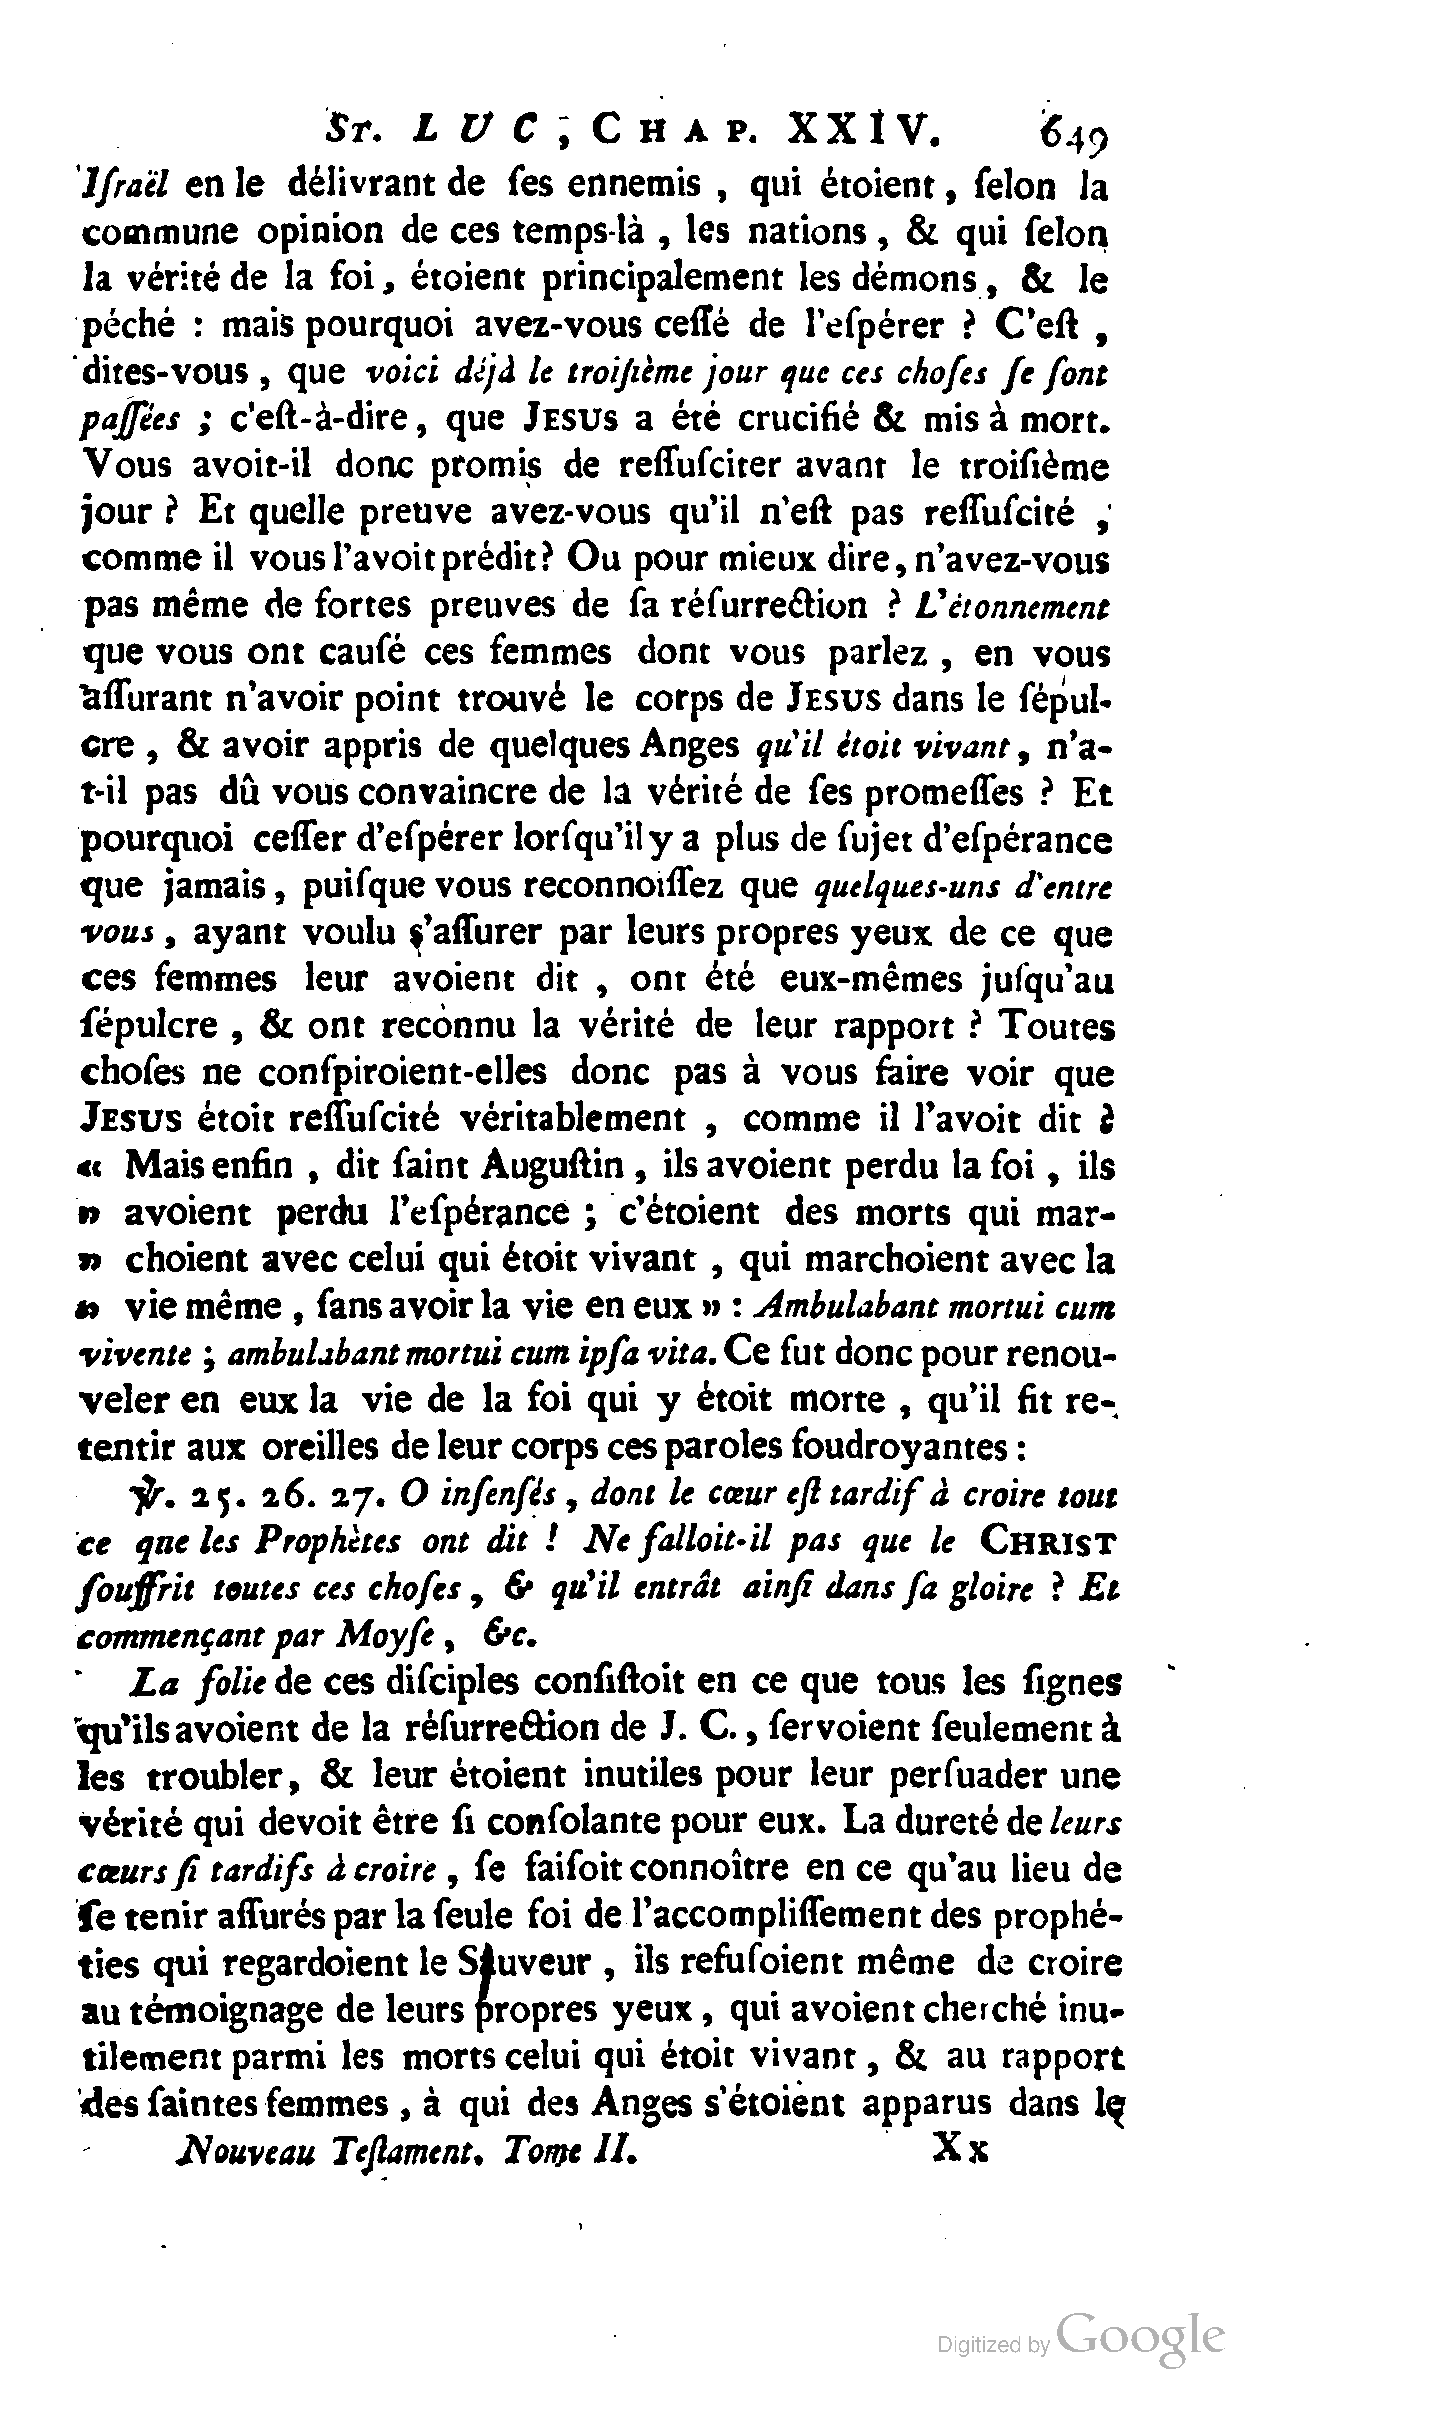 St. LUC, CHAP. XXIV. 649
Iſraël en le délivrant de ſes ennemis, qui étoient, ſelon la
commune opinion de ces temps-là, les nations, & qui ſelon
la vérité de la foi, étoient principalement les démons, & le
péché : mais pourquoi avez-vous ceſſé de l'eſpérer ? C'eſt,
dites-vous, que voici déjà le troiſième jour que ces choſes ſe ſont
paſſées ; c'eſt-à-dire, que JESUS a été crucifié & mis à mort.
Vous avoit-il donc promis de reſſuſciter avant le troiſième
jour ? Et quelle preuve avez-vous qu'il n'eſt pas reſſuſcité,
comme il vous l'avoit prédit? Ou pour mieux dire, n'avez-vous
pas même de fortes preuves de ſa réſurrection ? L'étonnement
que vous ont cauſé ces femmes dont vous parlez, en vous
aſſurant n'avoir point trouvé le corps de JESUS dans le ſépul-
cre, & avoir appris de quelques Anges qu'il étoit vivant, n'a-
t-il pas dû vous convaincre de la vérité de ſes promeſſes ? Et
pourquoi ceſſer d'eſpérer lorſqu'il y a plus de ſujet d'eſpérance
que jamais, puiſque vous reconnoiſſez que quelques-uns d'entre
vous, ayant voulu s'aſſurer par leurs propres yeux de ce que
ces femmes leur avoient dit, ont été eux-mêmes juſqu'au
ſépulcre, & ont reconnu la vérité de leur rapport ? Toutes
choſes ne conſpiroient-elles donc pas à vous faire voir que
JESUS étoit reſſuſcité véritablement, comme il l'avoit dit ?
« Mais enfin, dit ſaint Auguſtin, ils avoient perdu la foi, ils
» avoient perdu l'eſpérance ; c'étoient des morts qui mar-
» choient avec celui qui étoit vivant, qui marchoient avec la
» vie même, ſans avoir la vie en eux » : Ambulabant mortui cum
vivente ; ambulabant mortui cum ipſa vita. Ce fut donc pour renou-
veler en eux la vie de la foi qui y étoit morte, qu'il fit re-
tentir aux oreilles de leur corps ces paroles foudroyantes :
℣. 25. 26. 27. O inſenſés, dont le cœur eſt tardif à croire tout
ce que les Prophètes ont dit ! Ne falloit-il pas que le CHRIST
ſouffrit toutes ces choſes, & qu'il entrât ainſi dans ſa gloire ? Et
commençant par Moyſe, &c.
La folie de ces diſciples conſiſtoit en ce que tous les ſignes
qu'ils avoient de la réſurrection de J. C., ſervoient ſeulement à
les troubler, & leur étoient inutiles pour leur perſuader une
vérité qui devoit être ſi conſolante pour eux. La dureté de leurs
cœurs ſi tardifs à croire, ſe faiſoit connoître en ce qu'au lieu de
ſe tenir aſſurés par la ſeule foi de l'accompliſſement des prophé-
ties qui regardoient le Sauveur, ils refuſoient même de croire
au témoignage de leurs propres yeux, qui avoient cherché inu-
tilement parmi les morts celui qui étoit vivant, & au rapport
des ſaintes femmes, à qui des Anges s'étoient apparus dans le
Nouveau Teſtament. Tome II. Xx
Digitized by Google